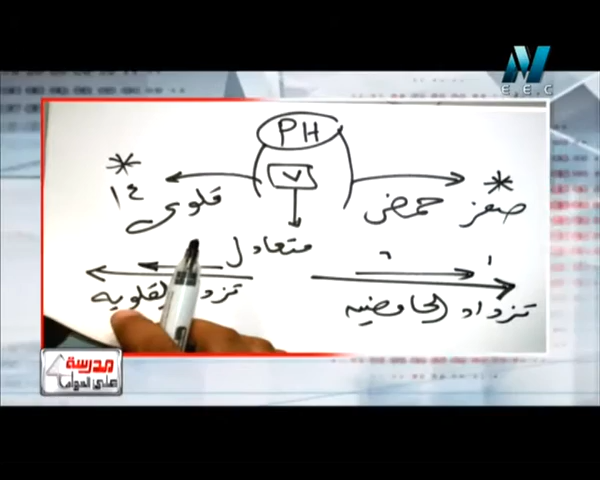 E.E.C
PH
٧
صفر حمضى
قلوى ١٤
متعادل
١ ٦
تزداد الحامضيه
تزد القلويه
مدرسة
على الهواء